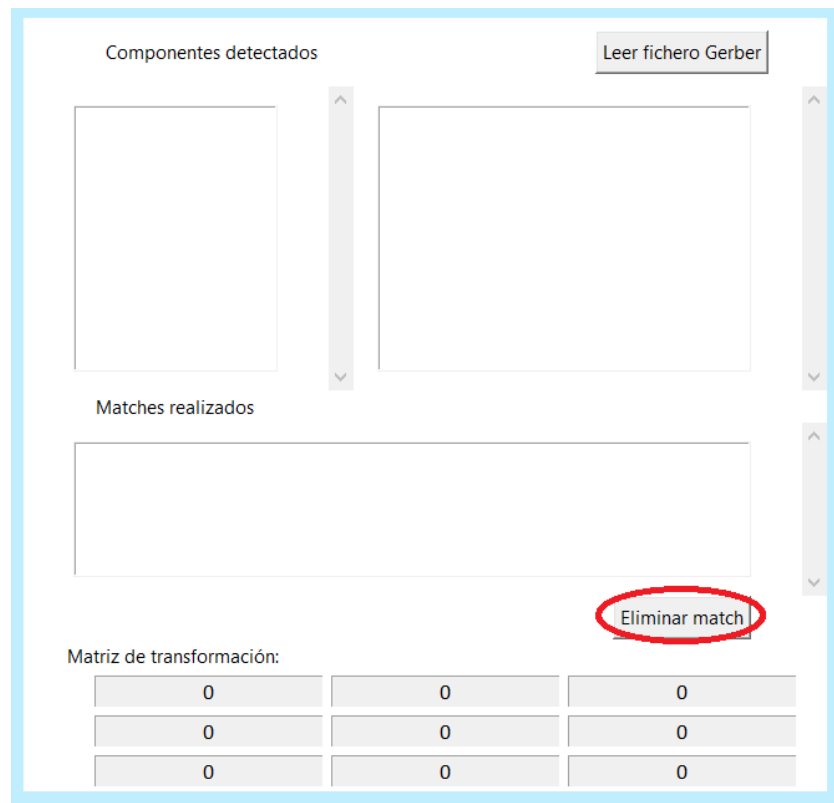 Componentes detectados
Leer fichero Gerber
Matches realizados
Eliminar match
Matriz de transformación:
0 0 0
0 0 0
0 0 0